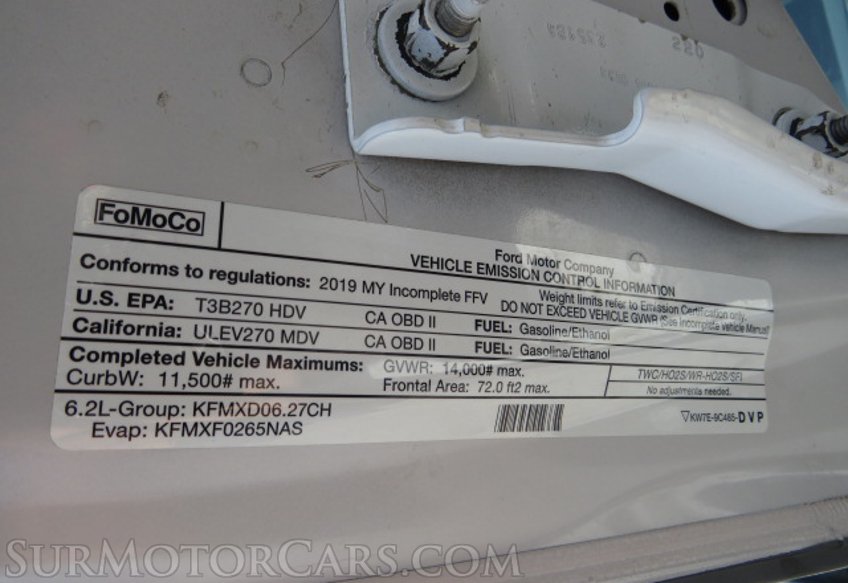 FoMoCo
Ford Motor Company
VEHICLE EMISSION CONTROL INFORMATION
Conforms to regulations: 2019 MY Incomplete FFV
Weight limits refer to Emission Certification only.
DO NOT EXCEED VEHICLE GVWR (See Incomplete Vehicle Manual)
U.S. EPA: T3B270 HDV CA OBD II FUEL: Gasoline/Ethanol
California: ULEV270 MDV CA OBD II FUEL: Gasoline/Ethanol
Completed Vehicle Maximums: GVWR: 14,000# max.
CurbW: 11,500# max. Frontal Area: 72.0 ft2 max.
TWC/HO2S/WR-HO2S/SFI
No adjustments needed.
6.2L-Group: KFMXD06.27CH
Evap: KFMXF0265NAS
KW7E-9C485-DVP
SurMotorCars.com